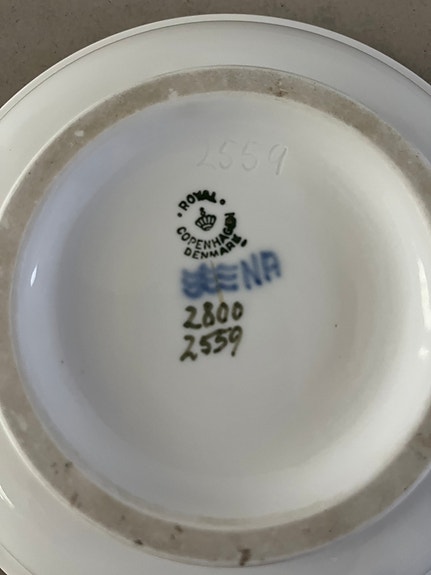 2559
ROYAL
COPENHAGEN
DENMARK
NA
2800
2559